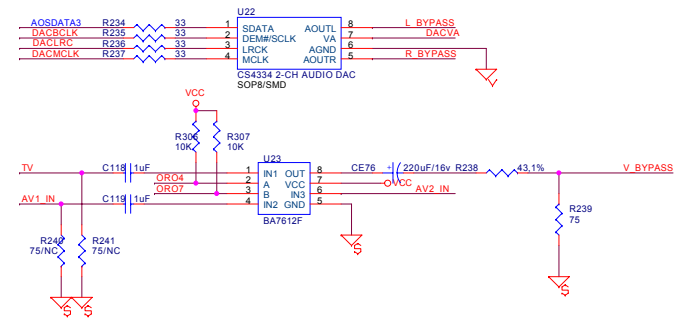 U22
AOSDATA3 R234 33 1 SDATA AOUTL 8 L_BYPASS
DACBCLK R235 33 2 DEM#/SCLK VA 7 DACVA
DACLRC R236 33 3 LRCK AGND 6
DACMCLK R237 33 4 MCLK AOUTR 5 R_BYPASS
CS4334 2-CH AUDIO DAC
SOP8/SMD
VCC
R306 R307
10K 10K
U23
TV C118 1uF 1 IN1 OUT 8 CE76 + 220uF/16v R238 43,1% V_BYPASS
ORO4 2 A VCC 7 VCC
ORO7 3 B IN3 6 AV2_IN
AV1_IN C119 1uF 4 IN2 GND 5
BA7612F
R239
75
R240 R241
75/NC 75/NC
S
S S S